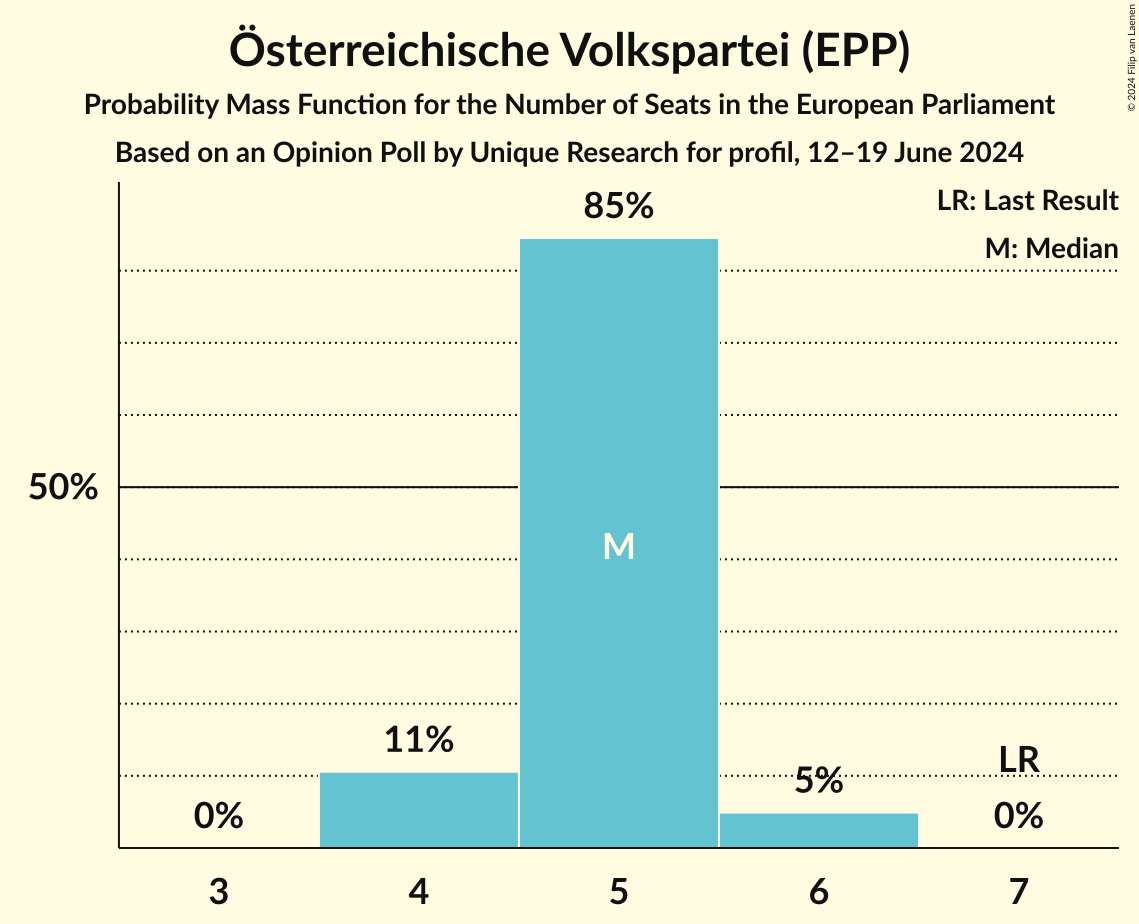 Österreichische Volkspartei (EPP)
Probability Mass Function for the Number of Seats in the European Parliament
Based on an Opinion Poll by Unique Research for profil, 12–19 June 2024
© 2024 Filip van Laenen
LR: Last Result
M: Median
85%
50%
M
11%
5%
LR
0%
0%
3 4 5 6 7